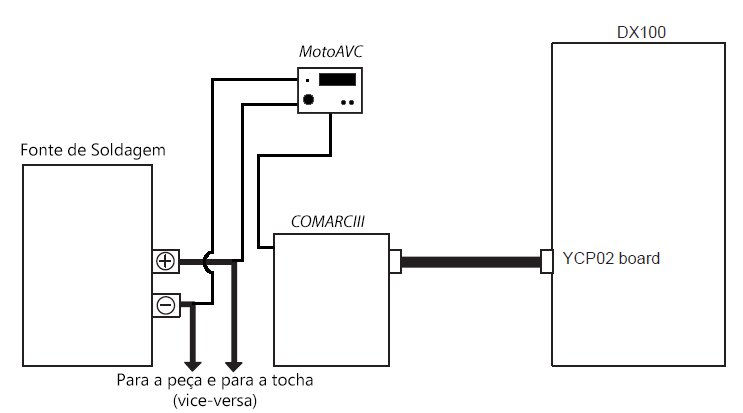 DX100
MotoAVC
Fonte de Soldagem
COMARCIII
YCP02 board
+
−
Para a peça e para a tocha
(vice-versa)